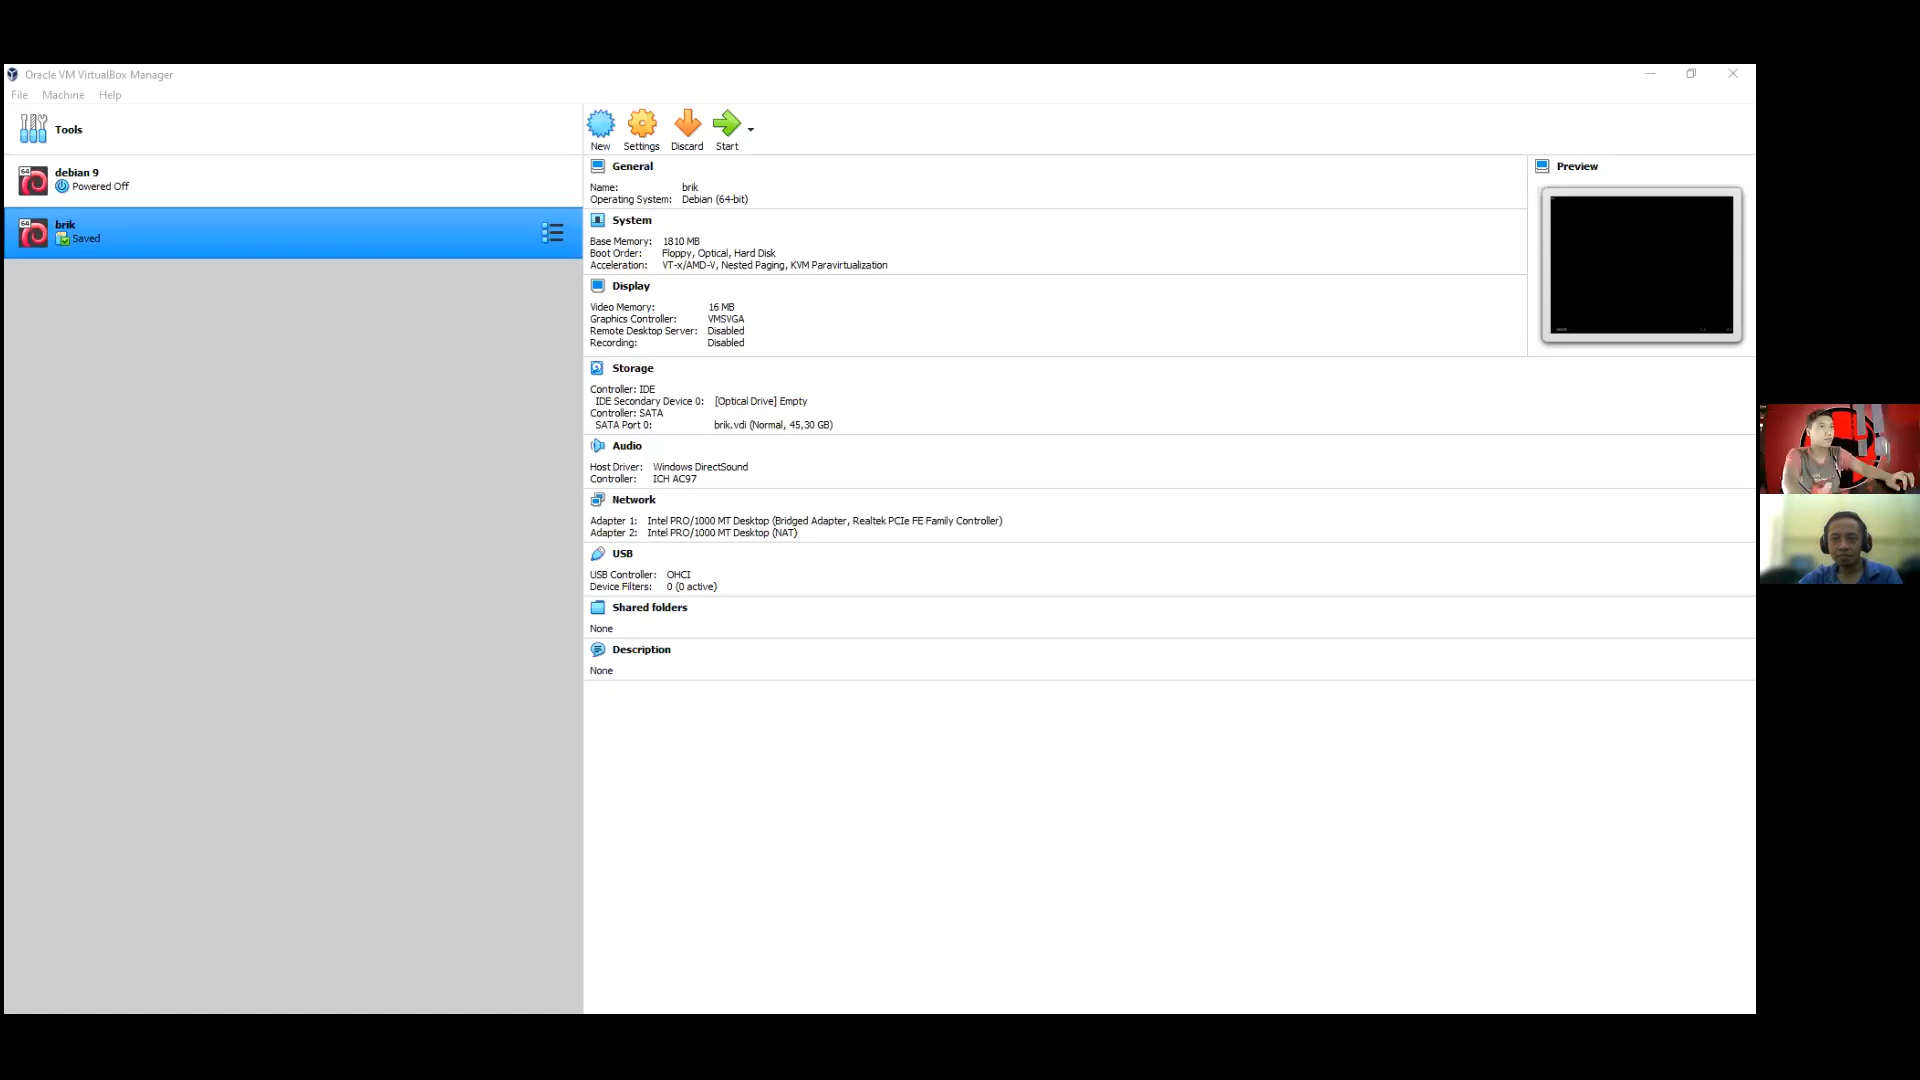 Oracle VM VirtualBox Manager
File Machine Help
Tools
New Settings Discard Start
64 debian 9
Powered Off
64 brik
Saved
General
Name: brik
Operating System: Debian (64-bit)
System
Base Memory: 1810 MB
Boot Order: Floppy, Optical, Hard Disk
Acceleration: VT-x/AMD-V, Nested Paging, KVM Paravirtualization
Display
Video Memory: 16 MB
Graphics Controller: VMSVGA
Remote Desktop Server: Disabled
Recording: Disabled
Storage
Controller: IDE
IDE Secondary Device 0: [Optical Drive] Empty
Controller: SATA
SATA Port 0: brik.vdi (Normal, 45,30 GB)
Audio
Host Driver: Windows DirectSound
Controller: ICH AC97
Network
Adapter 1: Intel PRO/1000 MT Desktop (Bridged Adapter, Realtek PCIe FE Family Controller)
Adapter 2: Intel PRO/1000 MT Desktop (NAT)
USB
USB Controller: OHCI
Device Filters: 0 (0 active)
Shared folders
None
Description
None
Preview